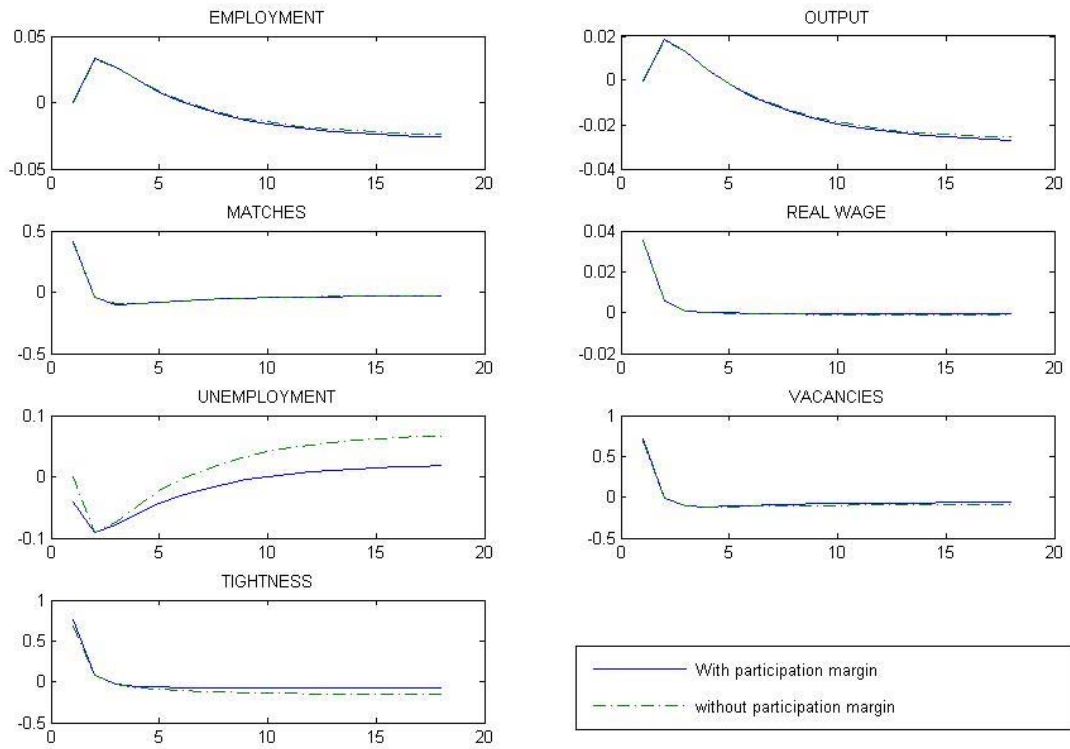 EMPLOYMENT
0.05
0
-0.05
0 5 10 15 20
OUTPUT
0.02
0
-0.02
-0.04
0 5 10 15 20
MATCHES
0.5
0
-0.5
0 5 10 15 20
REAL WAGE
0.04
0.02
0
-0.02
0 5 10 15 20
UNEMPLOYMENT
0.1
0
-0.1
0 5 10 15 20
VACANCIES
1
0.5
0
-0.5
0 5 10 15 20
TIGHTNESS
1
0.5
0
-0.5
0 5 10 15 20
With participation margin
without participation margin